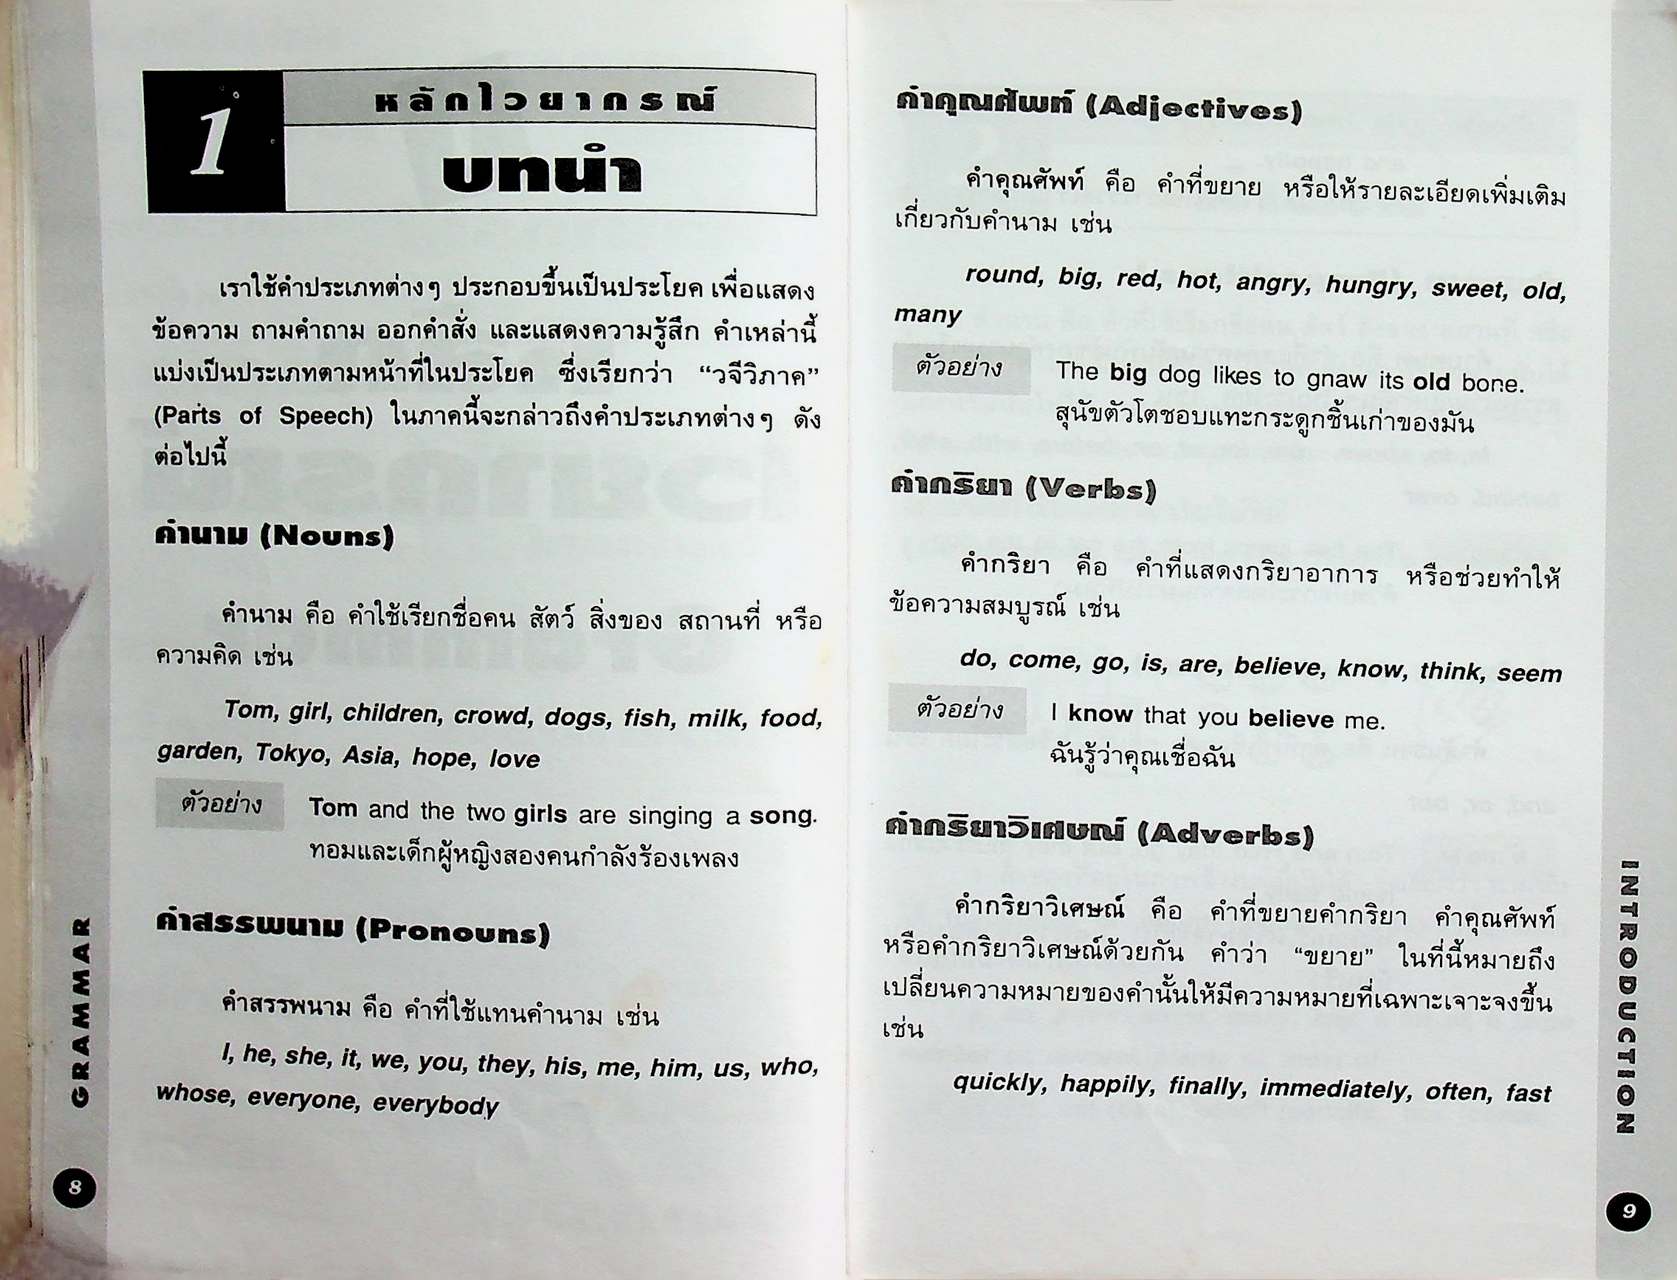 1
หลักไวยากรณ์
บทนำ
เราใช้คำประเภทต่างๆ ประกอบขึ้นเป็นประโยค เพื่อแสดง
ข้อความ ถามคำถาม ออกคำสั่ง และแสดงความรู้สึก คำเหล่านี้
แบ่งเป็นประเภทตามหน้าที่ในประโยค ซึ่งเรียกว่า “วจีวิภาค”
(Parts of Speech) ในภาคนี้จะกล่าวถึงคำประเภทต่างๆ ดัง
ต่อไปนี้
คำนาม (Nouns)
คำนาม คือ คำใช้เรียกชื่อคน สัตว์ สิ่งของ สถานที่ หรือ
ความคิด เช่น
Tom, girl, children, crowd, dogs, fish, milk, food,
garden, Tokyo, Asia, hope, love
ตัวอย่าง Tom and the two girls are singing a song.
ทอมและเด็กผู้หญิงสองคนกำลังร้องเพลง
คำสรรพนาม (Pronouns)
คำสรรพนาม คือ คำที่ใช้แทนคำนาม เช่น
I, he, she, it, we, you, they, his, me, him, us, who,
whose, everyone, everybody
GRAMMAR
8
คำคุณศัพท์ (Adjectives)
คำคุณศัพท์ คือ คำที่ขยาย หรือให้รายละเอียดเพิ่มเติม
เกี่ยวกับคำนาม เช่น
round, big, red, hot, angry, hungry, sweet, old,
many
ตัวอย่าง The big dog likes to gnaw its old bone.
สุนัขตัวโตชอบแทะกระดูกชิ้นเก่าของมัน
คำกริยา (Verbs)
คำกริยา คือ คำที่แสดงกริยาอาการ หรือช่วยทำให้
ข้อความสมบูรณ์ เช่น
do, come, go, is, are, believe, know, think, seem
ตัวอย่าง I know that you believe me.
ฉันรู้ว่าคุณเชื่อฉัน
คำกริยาวิเศษณ์ (Adverbs)
คำกริยาวิเศษณ์ คือ คำที่ขยายคำกริยา คำคุณศัพท์
หรือคำกริยาวิเศษณ์ด้วยกัน คำว่า “ขยาย” ในที่นี้หมายถึง
เปลี่ยนความหมายของคำนั้นให้มีความหมายที่เฉพาะเจาะจงขึ้น
เช่น
quickly, happily, finally, immediately, often, fast
INTRODUCTION
9